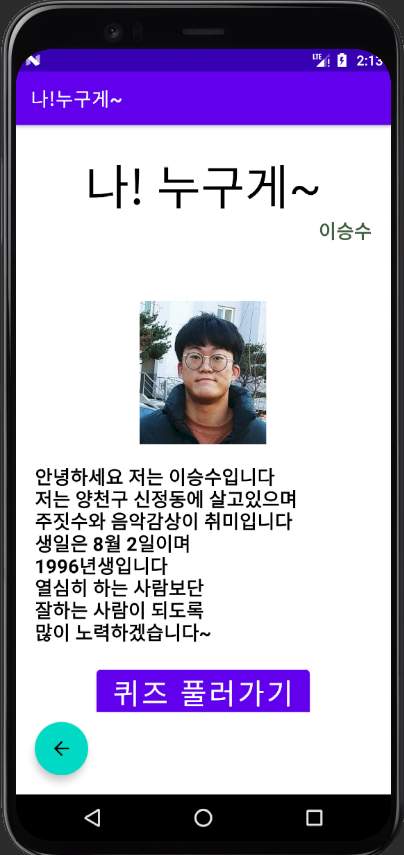 LTE 2:13
나!누구게~
나! 누구게~
이승수
안녕하세요 저는 이승수입니다
저는 양천구 신정동에 살고있으며
주짓수와 음악감상이 취미입니다
생일은 8월 2일이며
1996년생입니다
열심히 하는 사람보단
잘하는 사람이 되도록
많이 노력하겠습니다~
퀴즈 풀러가기